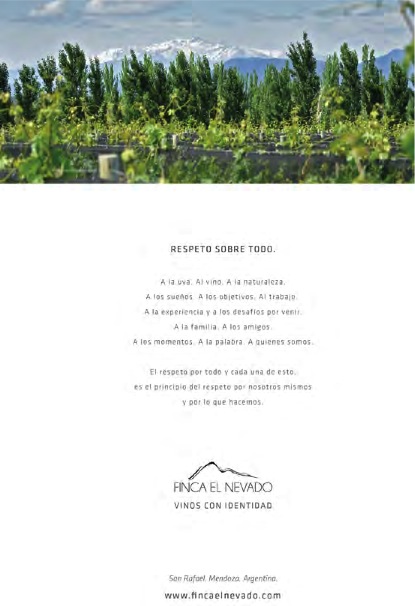 RESPETO SOBRE TODO.
A la uva. Al vino. A la naturaleza.
A los sueños. A los objetivos. Al trabajo.
A la experiencia y a los desafíos por venir.
A la familia. A los amigos.
A los momentos. A la palabra. A quienes somos.
El respeto por todo y cada una de esto,
es el principio del respeto por nosotros mismos
y por lo que hacemos.
FINCA EL NEVADO
VINOS CON IDENTIDAD
San Rafael. Mendoza. Argentina.
www.fincaelnevado.com